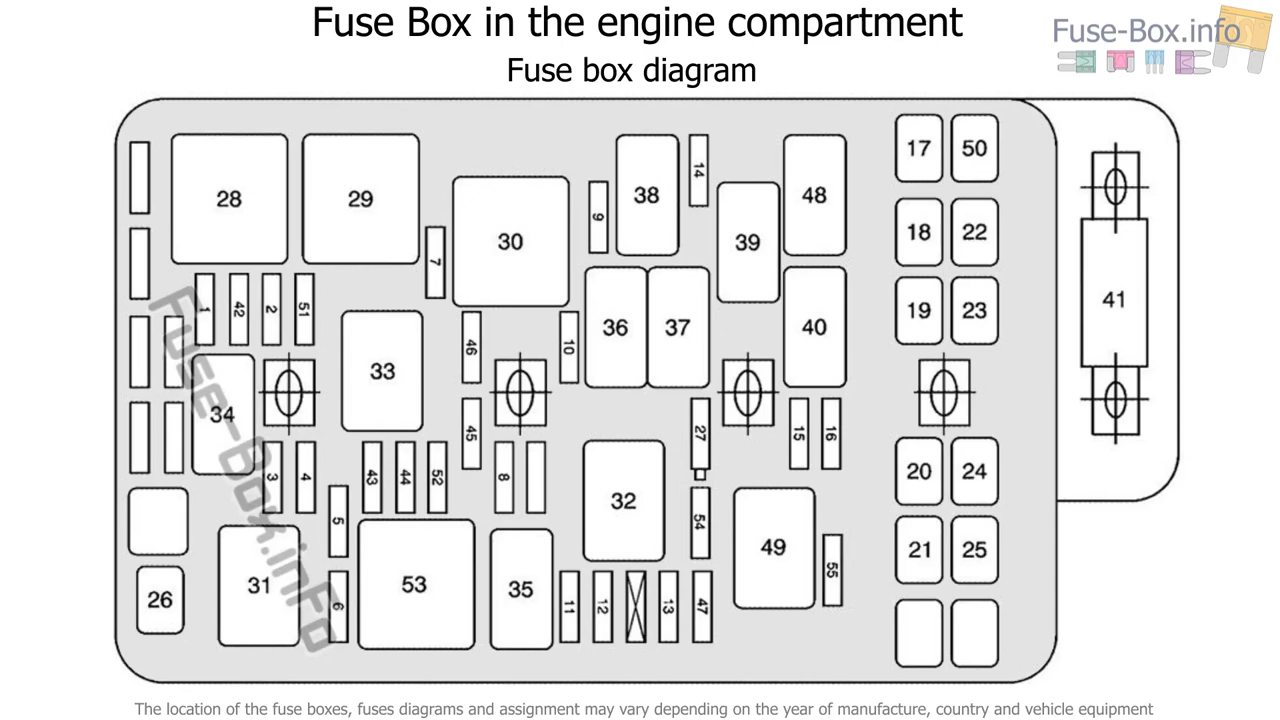 Fuse Box in the engine compartment
Fuse box diagram
Fuse-Box.info
17 50
14
38 48
28 29
9
18 22
30 39
7
41
1 42 2 51
19 23
36 37 40
46 10
33
34
27 15 16
45
20 24
3 4 43 44 52 8
32
5 54
49 21 25
55
31 53 35
26
6 11 12 13 47
Fuse-Box.info
The location of the fuse boxes, fuses diagrams and assignment may vary depending on the year of manufacture, country and vehicle equipment